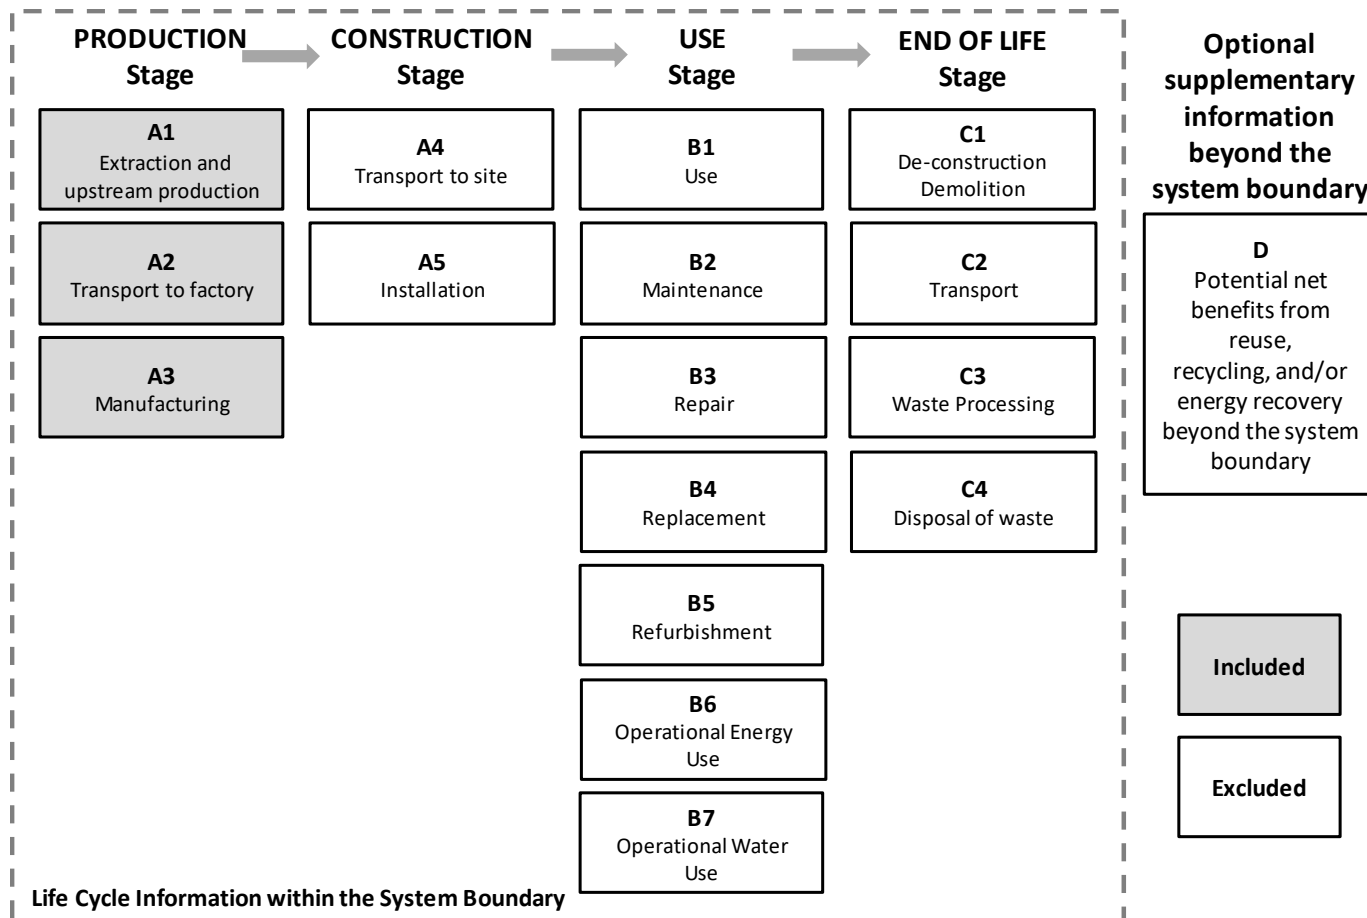 PRODUCTION
Stage
CONSTRUCTION
Stage
USE
Stage
END OF LIFE
Stage
A1
Extraction and
upstream production
A2
Transport to factory
A3
Manufacturing
A4
Transport to site
A5
Installation
B1
Use
B2
Maintenance
B3
Repair
B4
Replacement
B5
Refurbishment
B6
Operational Energy
Use
B7
Operational Water
Use
C1
De-construction
Demolition
C2
Transport
C3
Waste Processing
C4
Disposal of waste
Life Cycle Information within the System Boundary
Optional
supplementary
information
beyond the
system boundary
D
Potential net
benefits from
reuse,
recycling, and/or
energy recovery
beyond the system
boundary
Included
Excluded